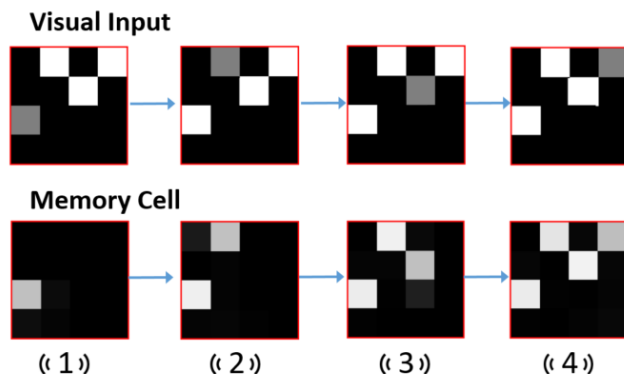 Visual Input
Memory Cell
((1)) ((2)) ((3)) ((4))